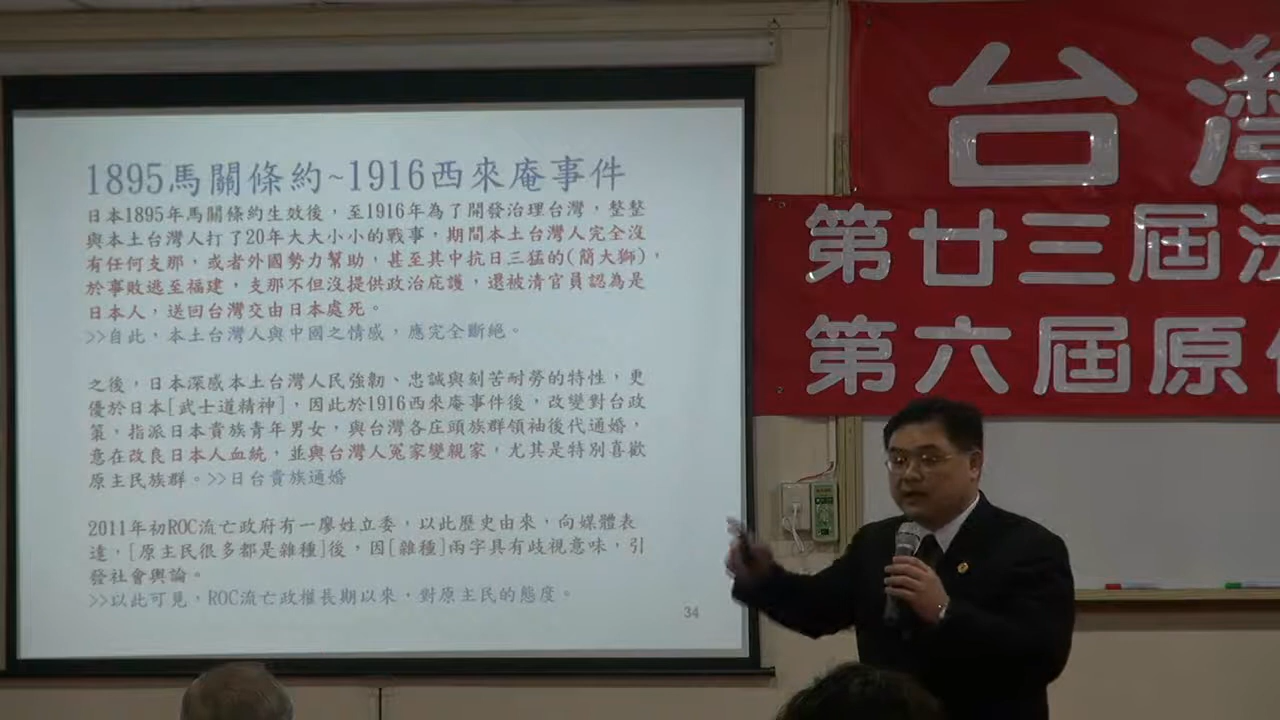 1895馬關條約~1916西來庵事件
日本1895年馬關條約生效後，至1916年為了開發治理台灣，整整
與本土台灣人打了20年大大小小的戰事，期間本土台灣人完全沒
有任何支那，或者外國勢力幫助，甚至其中抗日三猛的(簡大獅)，
於事敗逃至福建，支那不但沒提供政治庇護，還被清官員認為是
日本人，送回台灣交由日本處死。
>>自此，本土台灣人與中國之情感，應完全斷絕。
之後，日本深感本土台灣人民強韌、忠誠與刻苦耐勞的特性，更
優於日本[武士道精神]，因此於1916西來庵事件後，改變對台政
策，指派日本貴族青年男女，與台灣各庄頭族群領袖後代通婚，
意在改良日本人血統，並與台灣人冤家變親家，尤其是特別喜歡
原主民族群。>>日台貴族通婚
2011年初ROC流亡政府有一廖姓立委，以此歷史由來，向媒體表
達，[原主民很多都是雜種]後，因[雜種]兩字具有歧視意味，引
發社會輿論。
>>以此可見，ROC流亡政權長期以來，對原主民的態度。
34
台灣
第廿三屆法
第六屆原